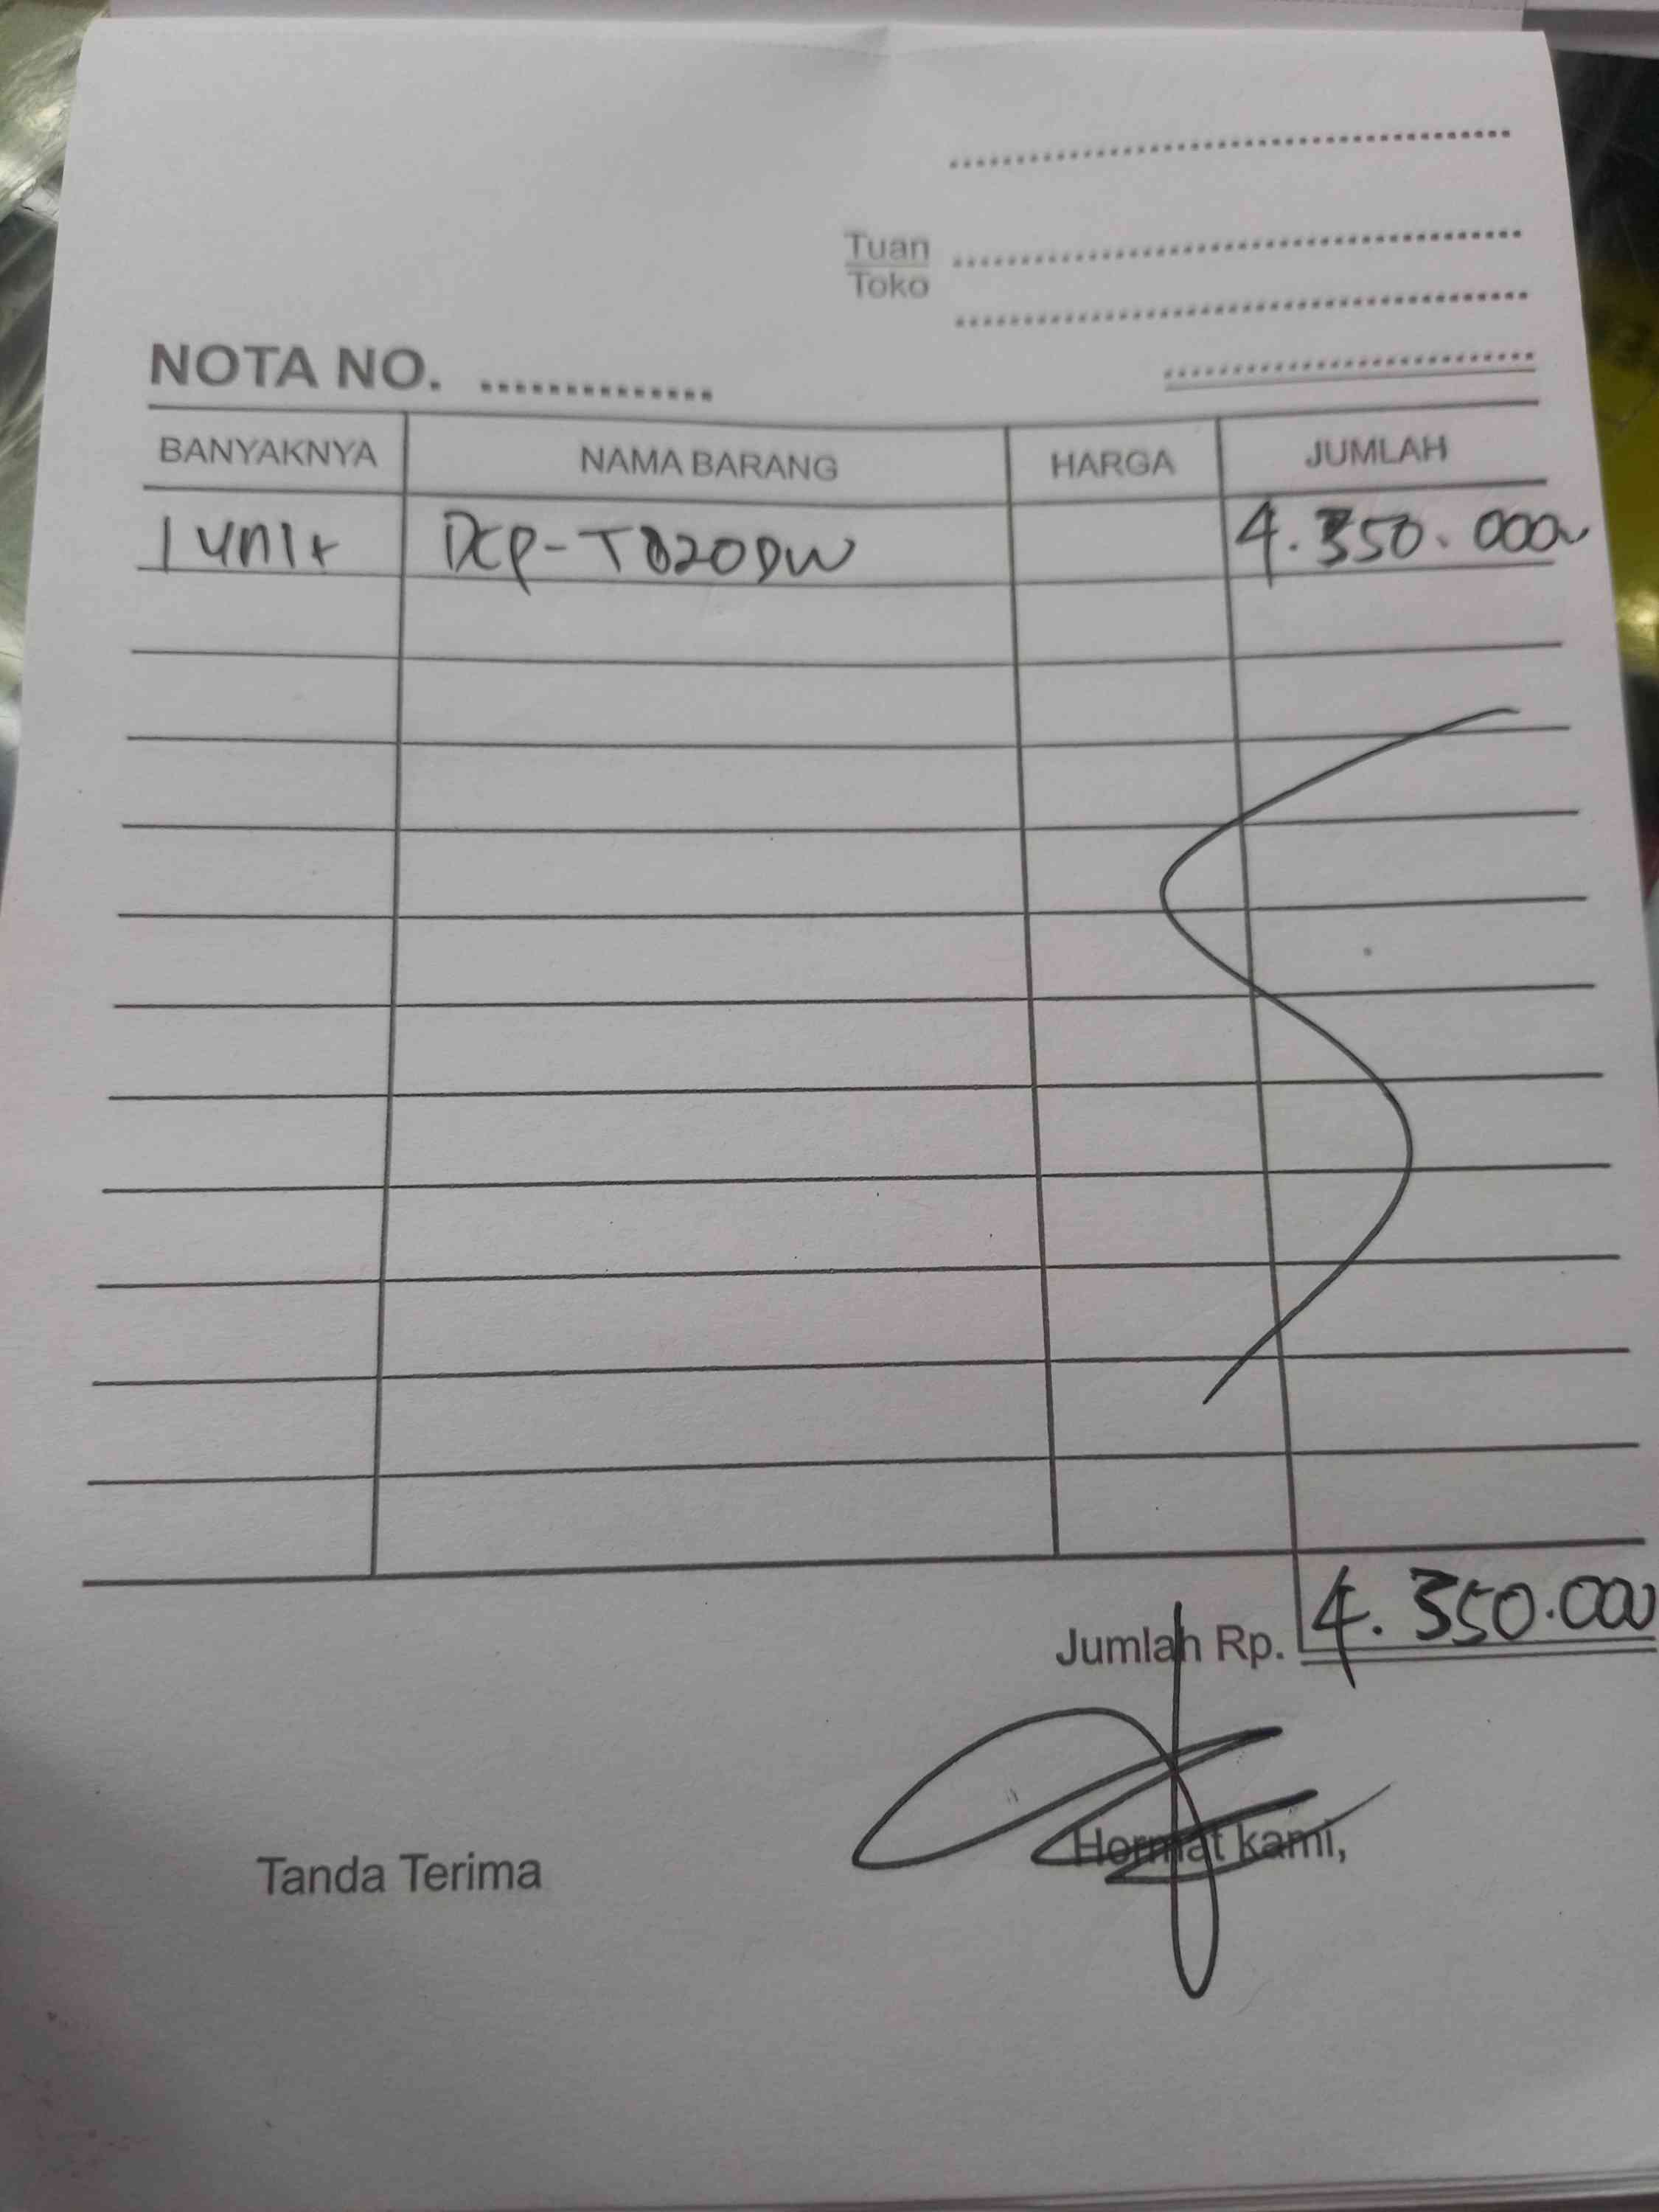 Tuan
Toko
NOTA NO. ..............
BANYAKNYA NAMA BARANG HARGA JUMLAH
1 unit DCP-T820DW 4.350.000
Jumlah Rp. 4.350.000
Tanda Terima Hormat kami,